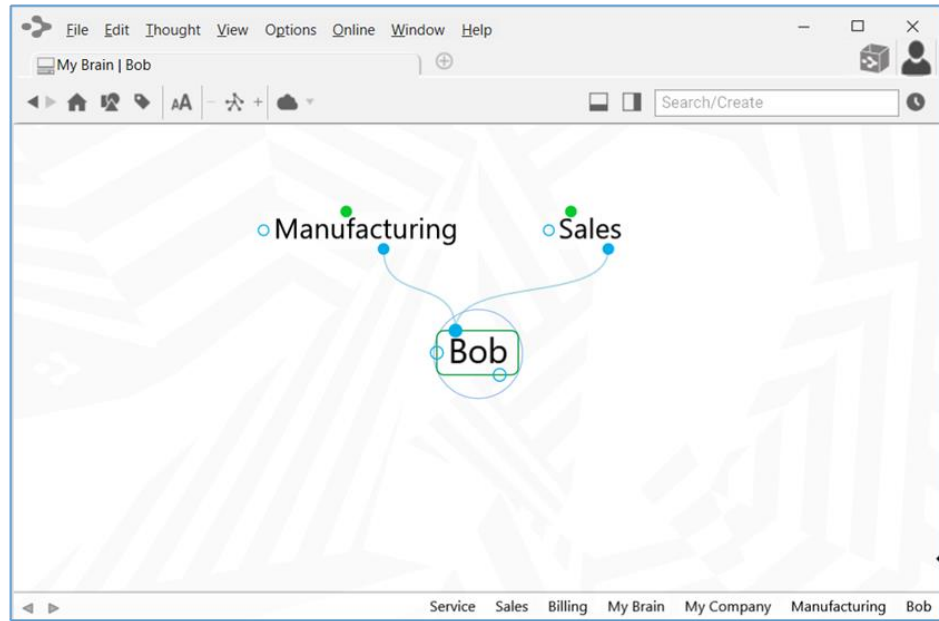 File Edit Thought View Options Online Window Help
My Brain | Bob
AA
Search/Create
Manufacturing Sales
Bob
Service Sales Billing My Brain My Company Manufacturing Bob